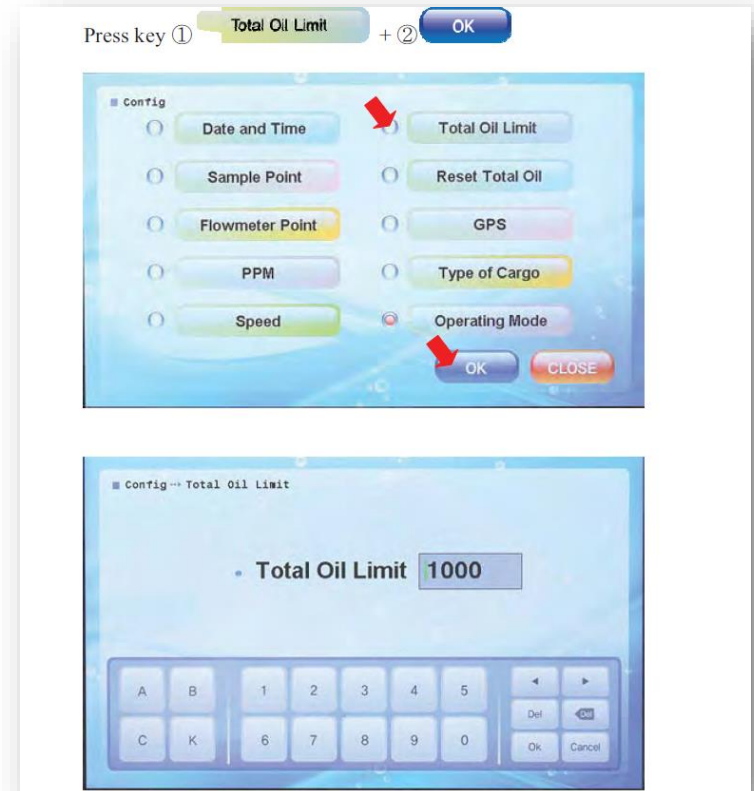 Press key ① Total Oil Limit + ② OK
Config
Date and Time
Total Oil Limit
Sample Point
Reset Total Oil
Flowmeter Point
GPS
PPM
Type of Cargo
Speed
Operating Mode
OK CLOSE
Config ··· Total Oil Limit
Total Oil Limit 1000
A B 1 2 3 4 5 ◄ ►
Del Del
C K 6 7 8 9 0 Ok Cancel